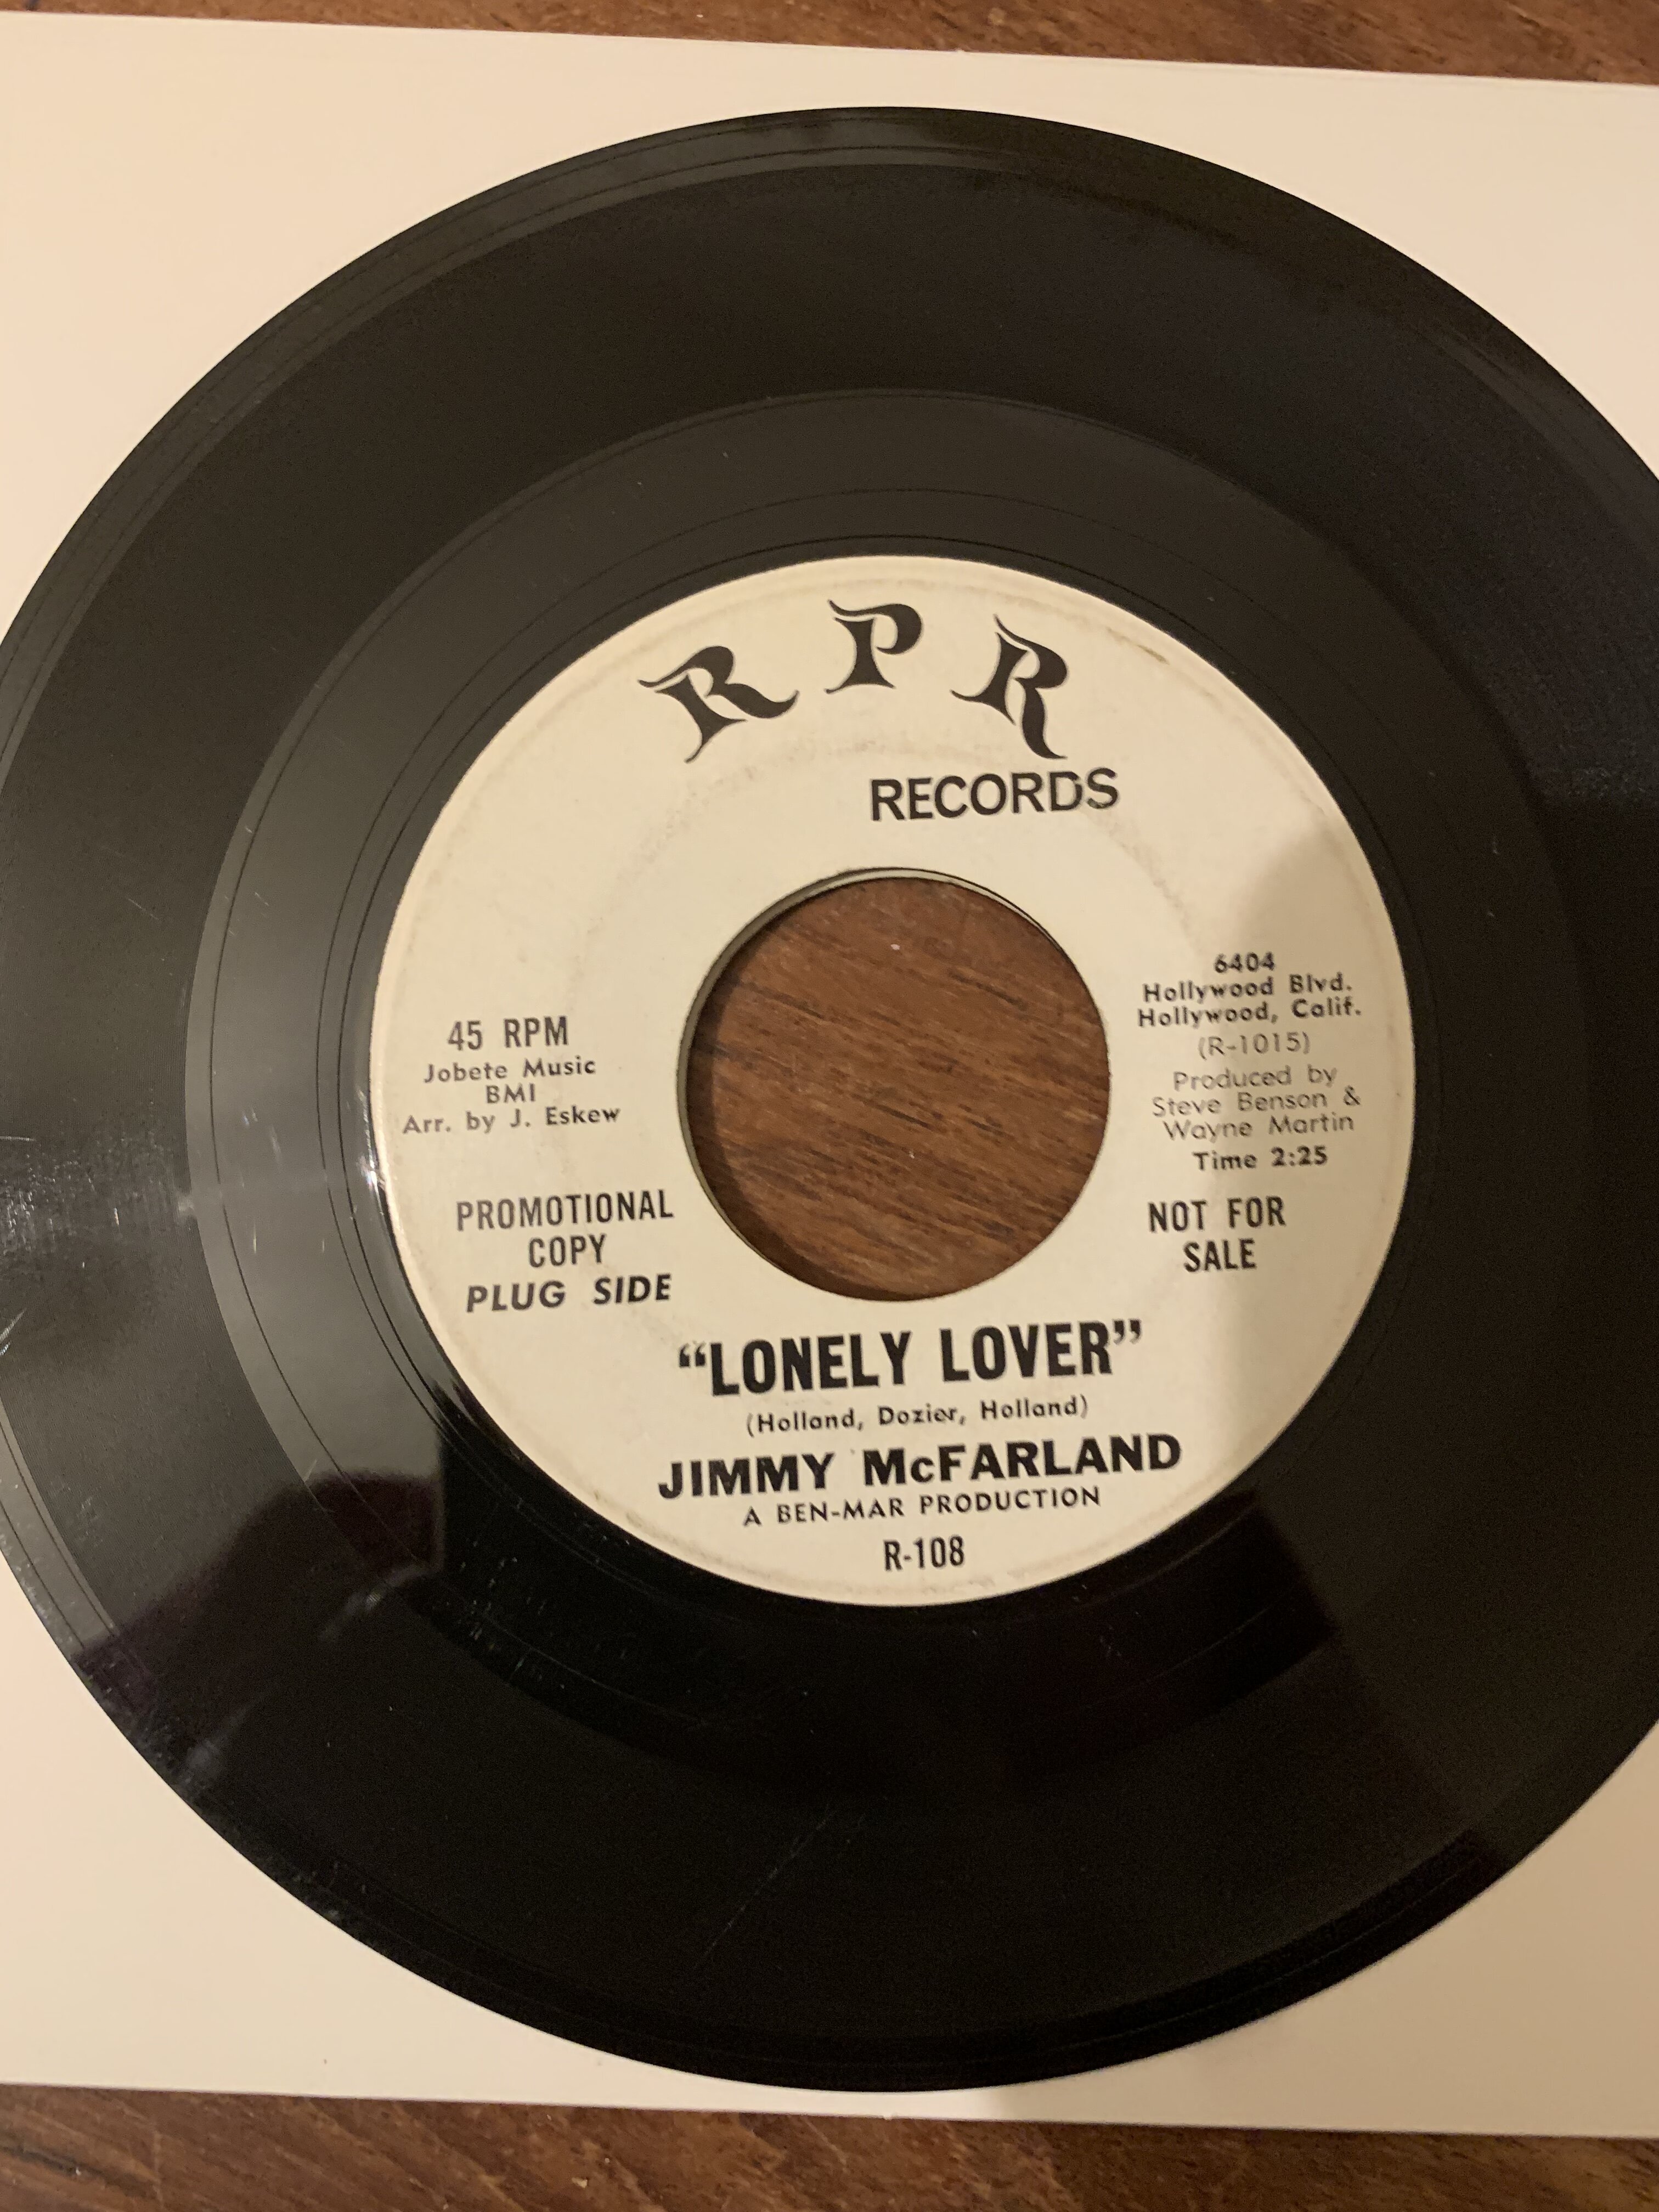 RPR
RECORDS
45 RPM
Jobete Music
BMI
Arr. by J. Eskew
PROMOTIONAL
COPY
PLUG SIDE
6404
Hollywood Blvd.
Hollywood, Calif.
(R-1015)
Produced by
Steve Benson &
Wayne Martin
Time 2:25
NOT FOR
SALE
“LONELY LOVER”
(Holland, Dozier, Holland)
JIMMY McFARLAND
A BEN-MAR PRODUCTION
R-108